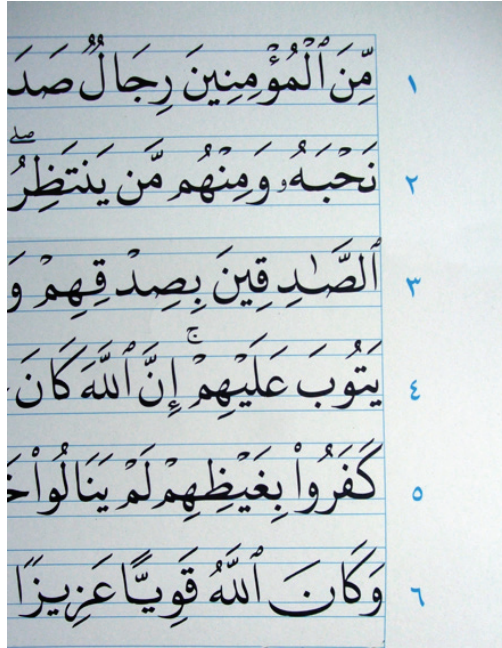 مِّنَ ٱلْمُؤْمِنِينَ رِجَالٌ صَدَ ١
نَحْبَهُۥ وَمِنْهُم مَّن يَنتَظِرُ ۖ ٢
ٱلصَّـٰدِقِينَ بِصِدْقِهِمْ وَ ٣
يَتُوبَ عَلَيْهِمْ ۚ إِنَّ ٱللَّهَ كَانَ ٤
كَفَرُوا۟ بِغَيْظِهِمْ لَمْ يَنَالُوا۟ خَ ٥
وَكَانَ ٱللَّهُ قَوِيًّا عَزِيزًا ٦